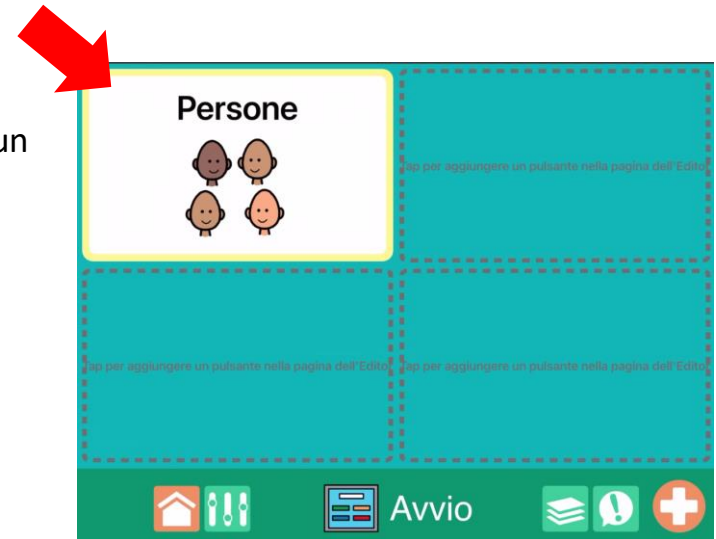 un
Persone
Tap per aggiungere un pulsante nella pagina dell'Editor
Tap per aggiungere un pulsante nella pagina dell'Editor
Tap per aggiungere un pulsante nella pagina dell'Editor
Avvio